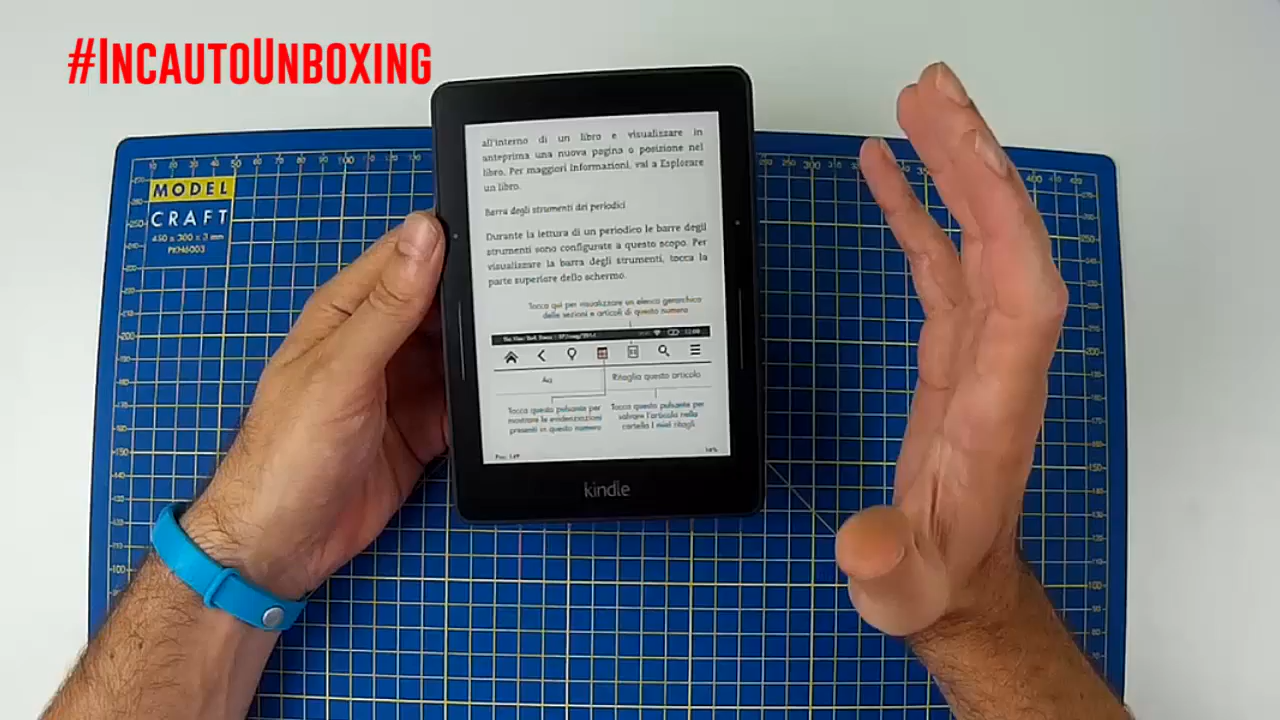 #IncautoUnboxing
MODEL
CRAFT
450 x 300 x 3 mm
PKN6003
all'interno di un libro e visualizzare in
anteprima una nuova pagina o posizione nel
libro. Per maggiori informazioni, vai a Esplorare
un libro.
Barra degli strumenti dei periodici
Durante la lettura di un periodico le barre degli
strumenti sono configurate a questo scopo. Per
visualizzare la barra degli strumenti, tocca la
parte superiore dello schermo.
Tocca qui per visualizzare un elenco gerarchico
delle sezioni e articoli di questo numero
Aa
Ritaglia questo articolo
Tocca questo pulsante per
mostrare le evidenziazioni
presenti in questo numero
Tocca questo pulsante per
salvare l'articolo nella
cartella I miei ritagli
kindle